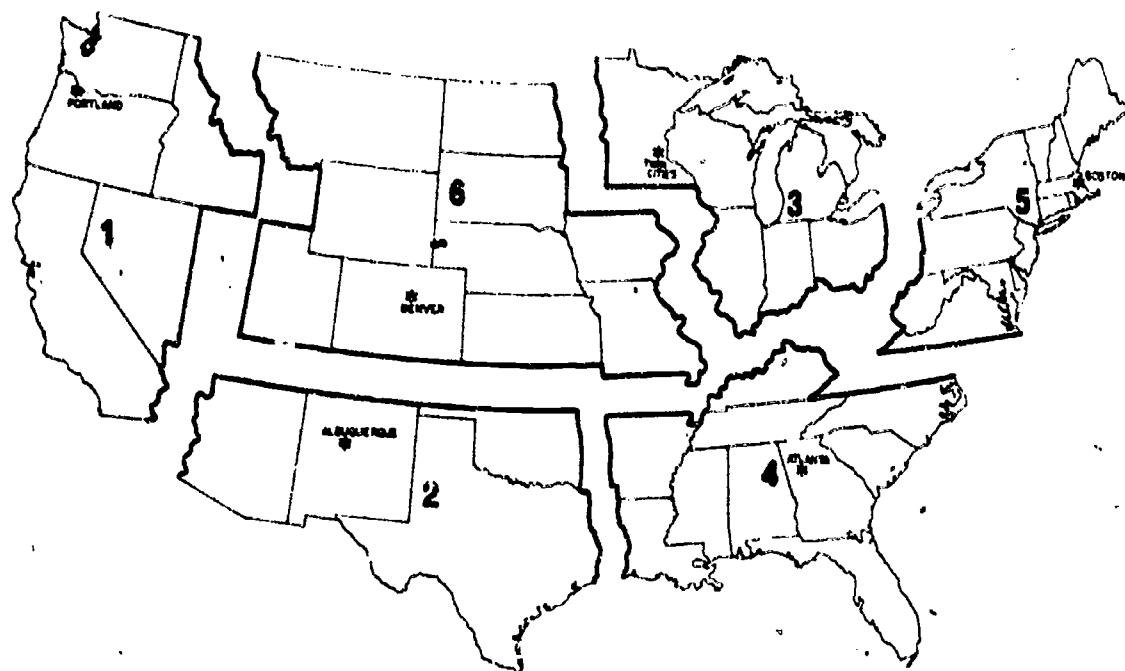 PORTLAND
1
6
DENVER
ALBUQUERQUE
2
TWIN
CITIES
3
ATLANTA
4
5
BOSTON